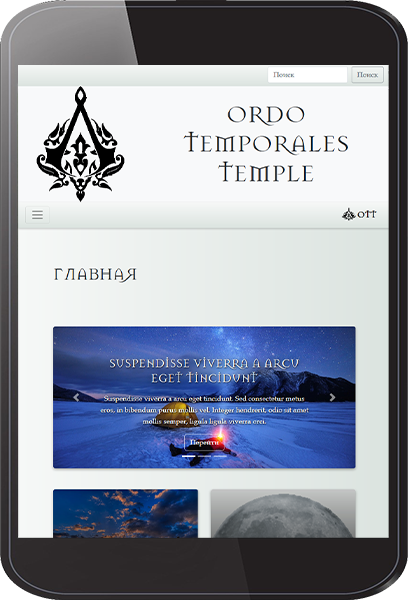 Поиск
Поиск
ORDO
TEMPORALES
TEMPLE
OTT
ГЛАВНАЯ
SUSPENDISSE VIVERRA A ARCU
EGET TINCIDUNT
Suspendisse viverra a arcu eget tincidunt. Sed consectetur metus
eros, in bibendum purus mollis vel. Integer hendrerit, odio sit amet
mollis semper, ligula ligula viverra orci.
Перейти